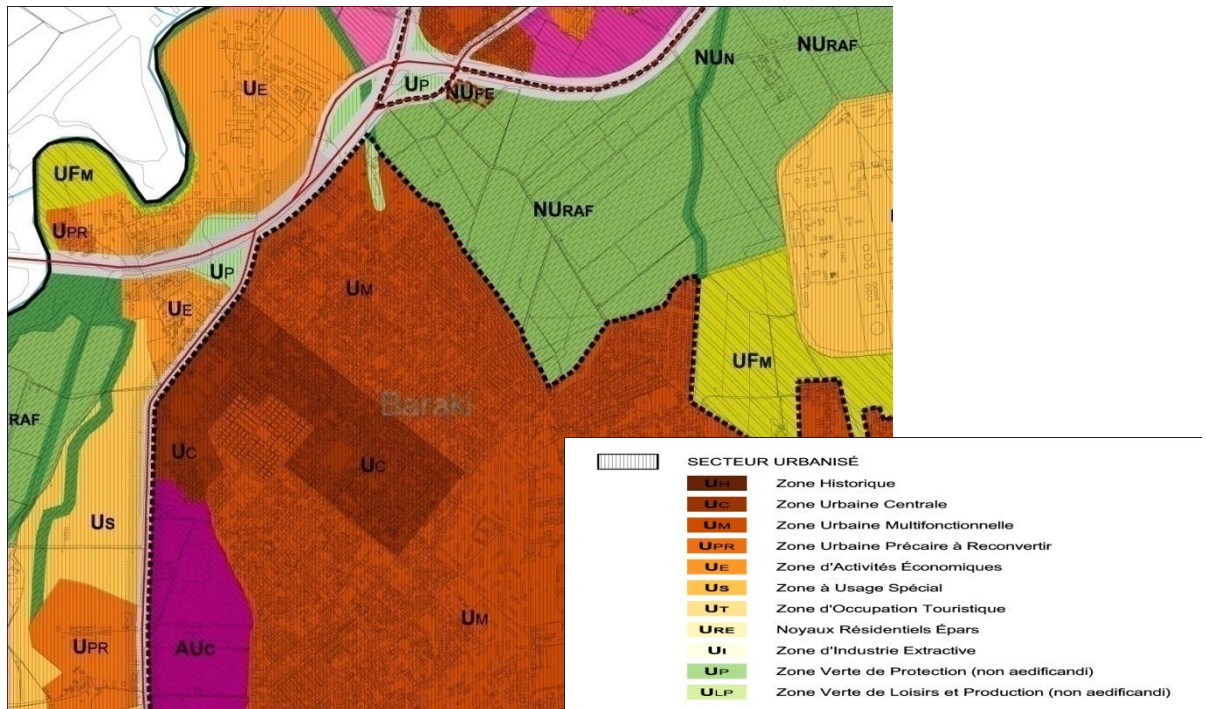 NURAF
NUN
UE
UP
NUPE
UFM
UPR
NURAF
UP
UM
UE
UFM
Baraki
RAF
UC
UC
US
UM
UPR
AUC
SECTEUR URBANISÉ
UH Zone Historique
UC Zone Urbaine Centrale
UM Zone Urbaine Multifonctionnelle
UPR Zone Urbaine Précaire à Reconvertir
UE Zone d'Activités Économiques
US Zone à Usage Spécial
UT Zone d'Occupation Touristique
URE Noyaux Résidentiels Épars
UI Zone d'Industrie Extractive
UP Zone Verte de Protection (non aedificandi)
ULP Zone Verte de Loisirs et Production (non aedificandi)